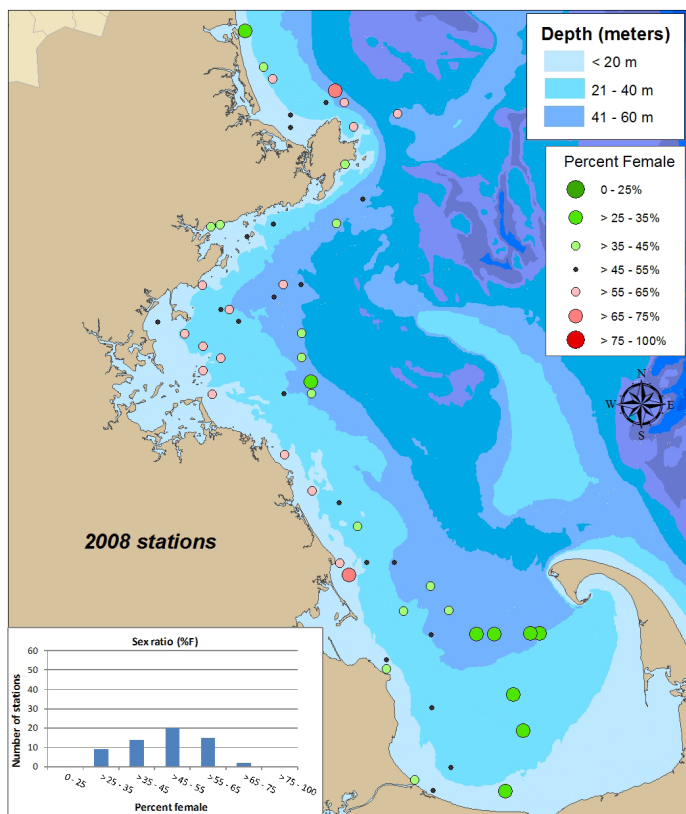 Depth (meters)
< 20 m
21 - 40 m
41 - 60 m
Percent Female
0 - 25%
> 25 - 35%
> 35 - 45%
> 45 - 55%
> 55 - 65%
> 65 - 75%
> 75 - 100%
N
W E
S
2008 stations
Sex ratio (%F)
Number of stations
60
50
40
30
20
10
0
0 - 25
> 25 - 35
> 35 - 45
> 45 - 55
> 55 - 65
> 65 - 75
> 75 - 100
Percent female